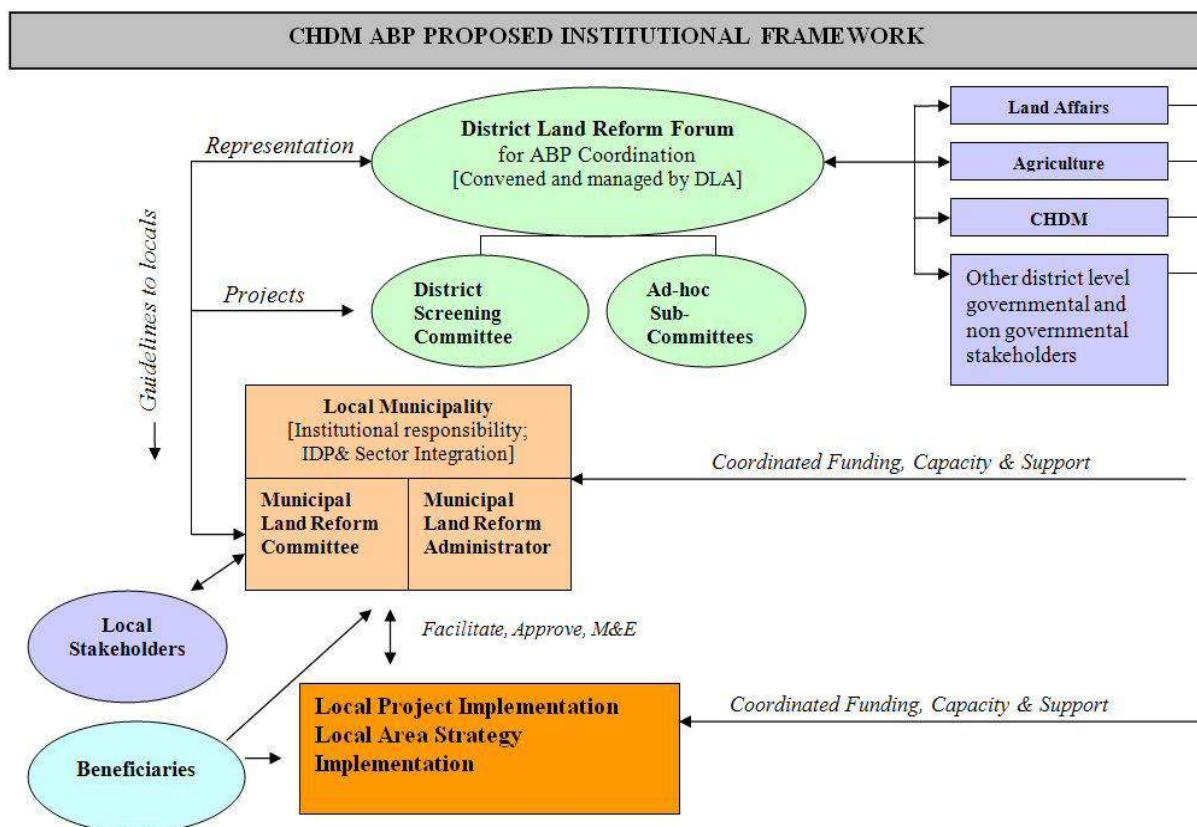 CHDM ABP PROPOSED INSTITUTIONAL FRAMEWORK
District Land Reform Forum
for ABP Coordination
[Convened and managed by DLA]
Representation
Land Affairs
Agriculture
CHDM
Other district level
governmental and
non governmental
stakeholders
Guidelines to locals
Projects
District
Screening
Committee
Ad-hoc
Sub-
Committees
Local Municipality
[Institutional responsibility;
IDP& Sector Integration]
Municipal
Land Reform
Committee
Municipal
Land Reform
Administrator
Coordinated Funding, Capacity & Support
Local
Stakeholders
Facilitate, Approve, M&E
Beneficiaries
Local Project Implementation
Local Area Strategy
Implementation
Coordinated Funding, Capacity & Support